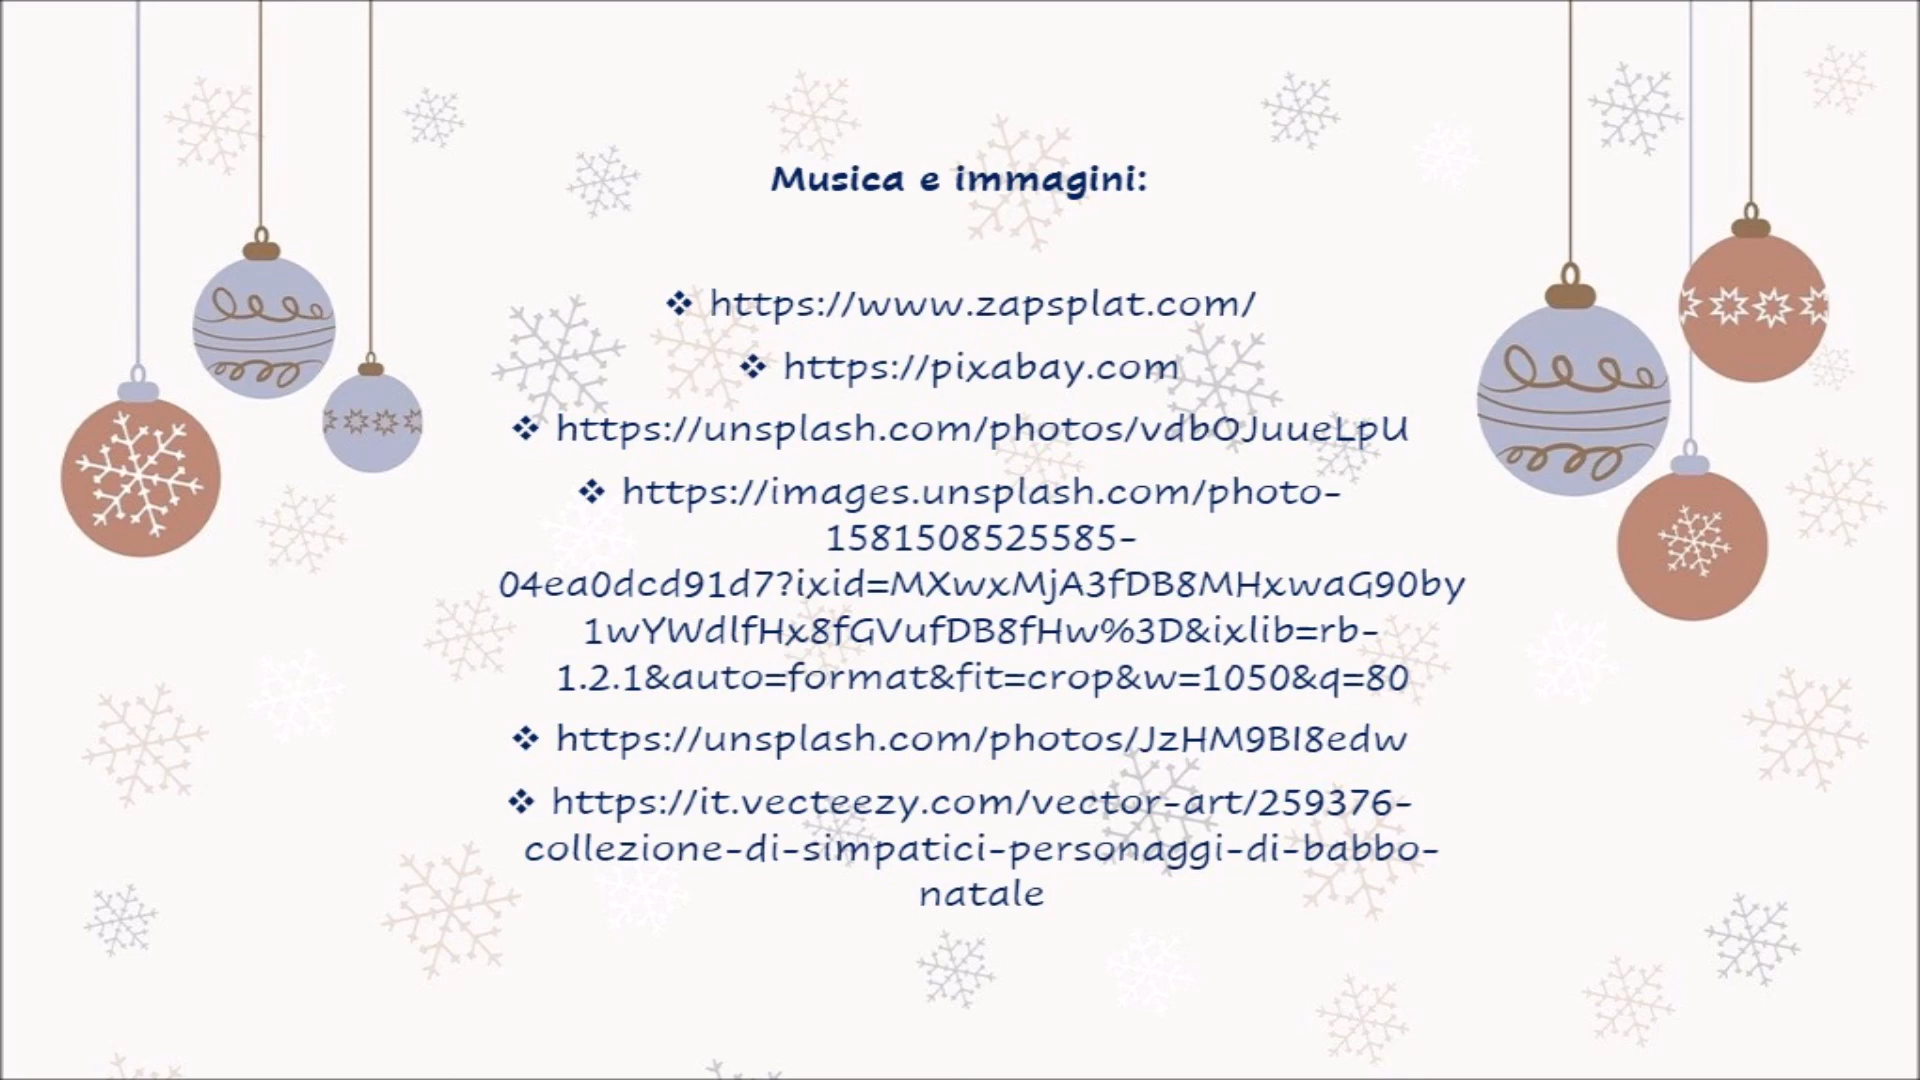 Musica e immagini:
❖ https://www.zapsplat.com/
❖ https://pixabay.com
❖ https://unsplash.com/photos/vdbOJuueLpU
❖ https://images.unsplash.com/photo-
1581508525585-
04ea0dcd91d7?ixid=MXwxMjA3fDB8MHxwaG90by
1wYWdlfHx8fGVufDB8fHw%3D&ixlib=rb-
1.2.1&auto=format&fit=crop&w=1050&q=80
❖ https://unsplash.com/photos/JzHM9BI8edw
❖ https://it.vecteezy.com/vector-art/259376-
collezione-di-simpatici-personaggi-di-babbo-
natale